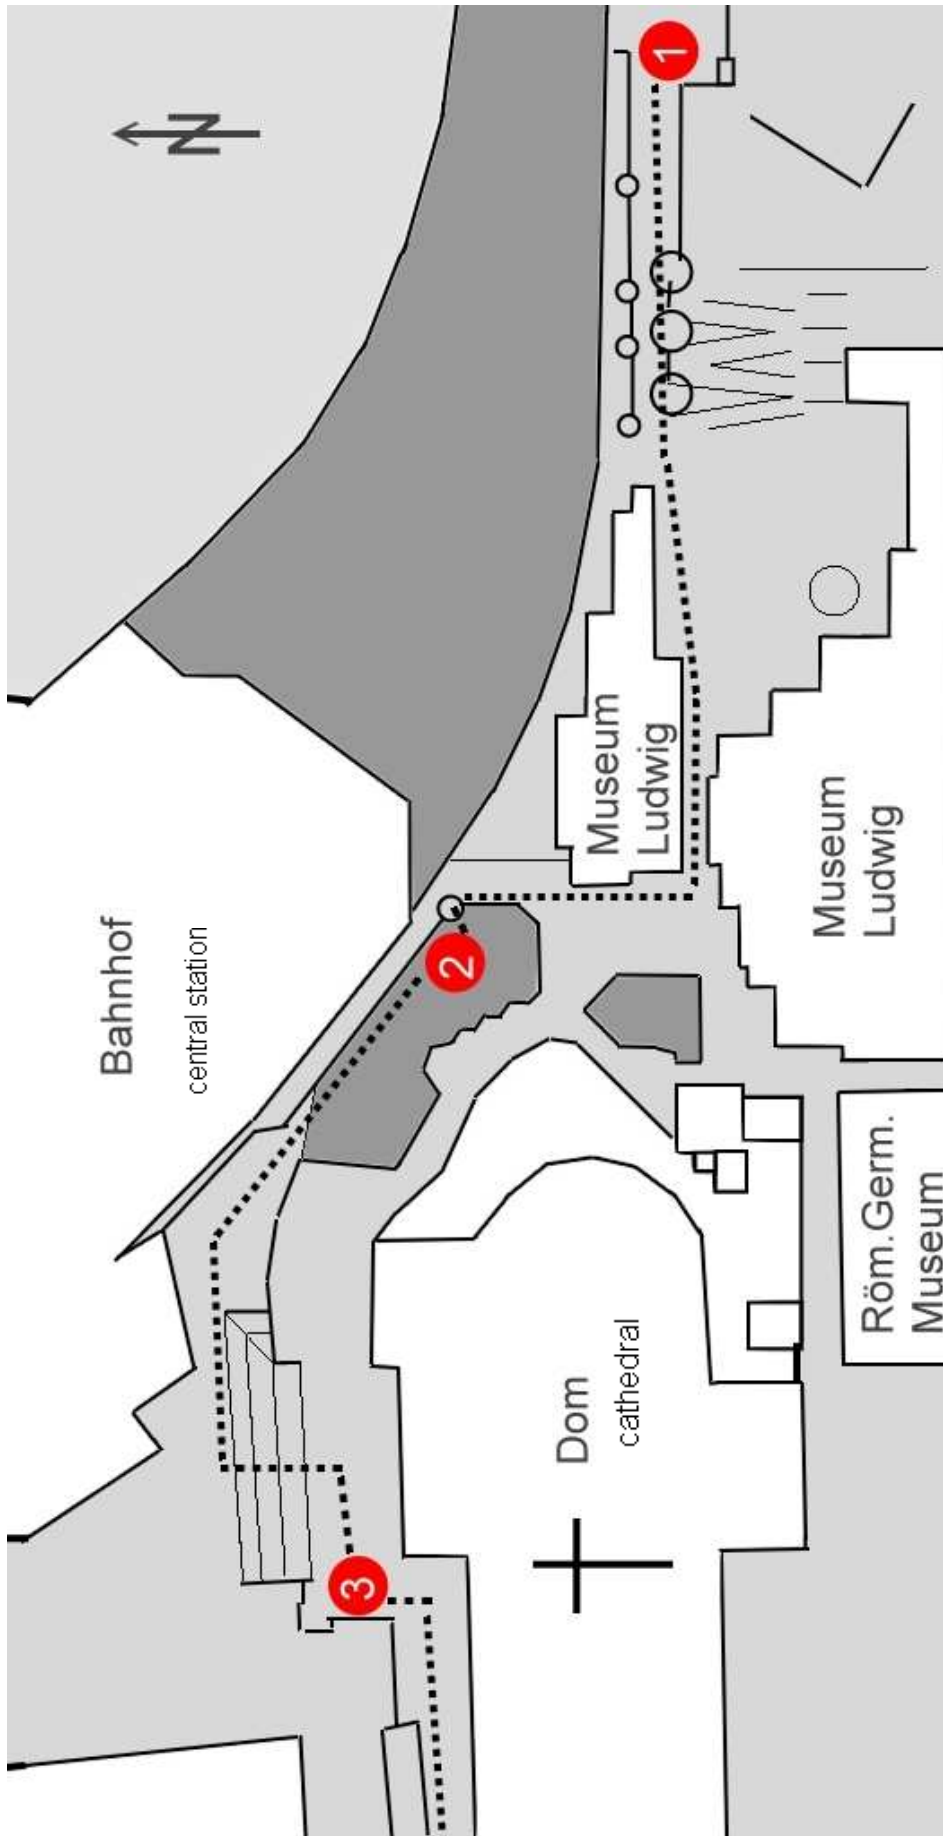 N
Bahnhof
central station
Dom
cathedral
Museum
Ludwig
Museum
Ludwig
Röm.Germ.
Museum
1
2
3